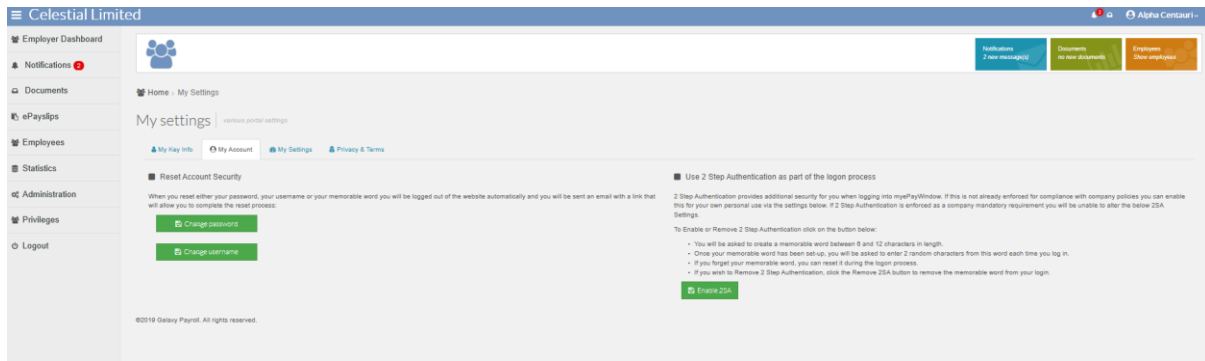 Celestial Limited
2
Alpha Centauri
Employer Dashboard
Notifications 2
Documents
ePayslips
Employees
Statistics
Administration
Privileges
Logout
Notifications
2 new message(s)
Documents
no new documents
Employees
Show employees
Home > My Settings
My settings various portal settings
My Key Info My Account My Settings Privacy & Terms
Reset Account Security
When you reset either your password, your username or your memorable word you will be logged out of the website automatically and you will be sent an email with a link that
will allow you to complete the reset process:
Change password
Change username
Use 2 Step Authentication as part of the logon process
2 Step Authentication provides additional security for you when logging into myePayWindow. If this is not already enforced for compliance with company policies you can enable
this for your own personal use via the settings below. If 2 Step Authentication is enforced as a company mandatory requirement you will be unable to alter the below 2SA
Settings.
To Enable or Remove 2 Step Authentication click on the button below:
• You will be asked to create a memorable word between 6 and 12 characters in length.
• Once your memorable word has been set-up, you will be asked to enter 2 random characters from this word each time you log in.
• If you forget your memorable word, you can reset it during the logon process.
• If you wish to Remove 2 Step Authentication, click the Remove 2SA button to remove the memorable word from your login.
Enable 2SA
©2019 Galaxy Payroll. All rights reserved.